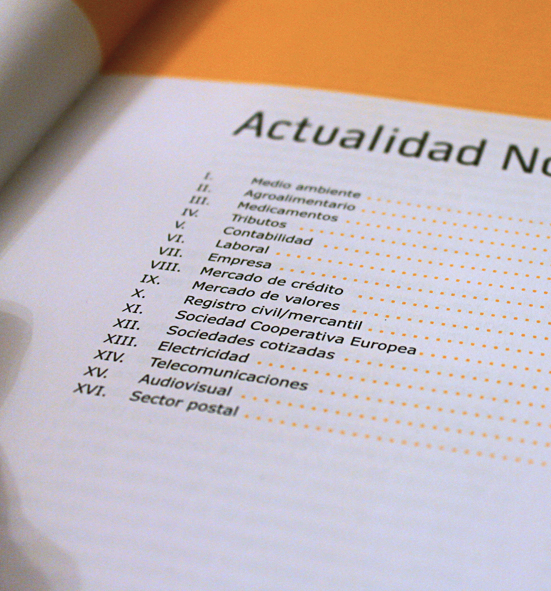 Actualidad No
I. Medio ambiente
II. Agroalimentario
III. Medicamentos
IV. Tributos
V. Contabilidad
VI. Laboral
VII. Empresa
VIII. Mercado de crédito
IX. Mercado de valores
X. Registro civil/mercantil
XI. Sociedad Cooperativa Europea
XII. Sociedades cotizadas
XIII. Electricidad
XIV. Telecomunicaciones
XV. Audiovisual
XVI. Sector postal